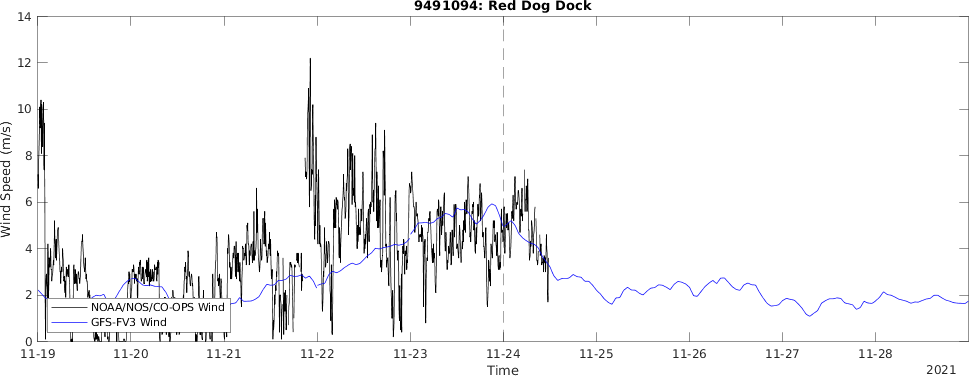 9491094: Red Dog Dock
14
12
10
8
6
4
2
0
Wind Speed (m/s)
NOAA/NOS/CO-OPS Wind
GFS-FV3 Wind
11-19 11-20 11-21 11-22 11-23 11-24 11-25 11-26 11-27 11-28
Time
2021